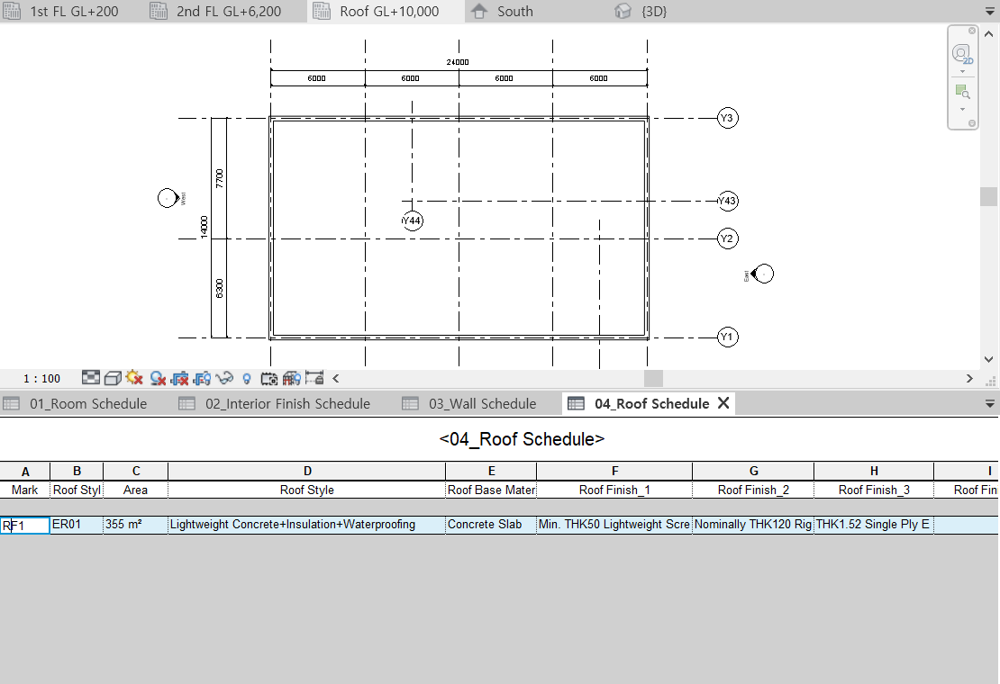 1st FL GL+200
2nd FL GL+6,200
Roof GL+10,000
South
{3D}
24000
6000 6000 6000 6000
2D
Y3
7700
West
Y43
14000
Y44
Y2
East
6300
Y1
1 : 100
01_Room Schedule
02_Interior Finish Schedule
03_Wall Schedule
04_Roof Schedule
<04_Roof Schedule>
A B C D E F G H I
Mark Roof Styl Area Roof Style Roof Base Mater Roof Finish_1 Roof Finish_2 Roof Finish_3 Roof Fin
RF1 ER01 355 m² Lightweight Concrete+Insulation+Waterproofing Concrete Slab Min. THK50 Lightweight Scre Nominally THK120 Rig THK1.52 Single Ply E